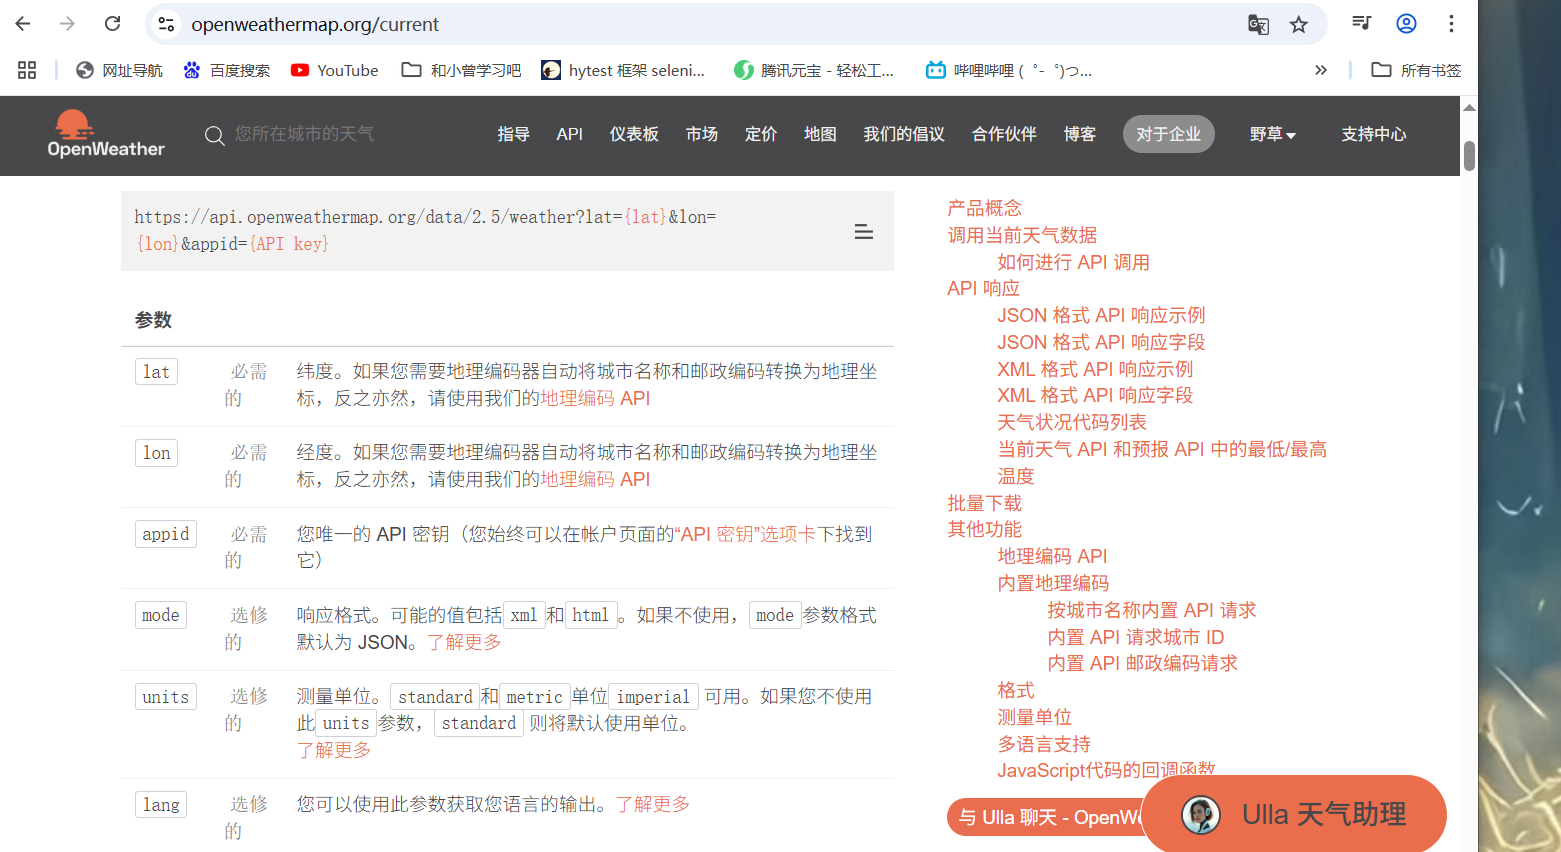 openweathermap.org/current
网址导航 百度搜索 YouTube 和小曾学习吧 hytest 框架 seleni... 腾讯元宝 - 轻松工... 哔哩哔哩 (゜-゜)つ... 所有书签
OpenWeather 您所在城市的天气 指导 API 仪表板 市场 定价 地图 我们的倡议 合作伙伴 博客 对于企业 野草 支持中心
https://api.openweathermap.org/data/2.5/weather?lat={lat}&lon=
{lon}&appid={API key}
参数
lat 必需的 纬度。如果您需要地理编码器自动将城市名称和邮政编码转换为地理坐
标，反之亦然，请使用我们的地理编码 API
lon 必需的 经度。如果您需要地理编码器自动将城市名称和邮政编码转换为地理坐
标，反之亦然，请使用我们的地理编码 API
appid 必需的 您唯一的 API 密钥（您始终可以在帐户页面的“API 密钥”选项卡下找到
它）
mode 选修的 响应格式。可能的值包括 xml 和 html 。如果不使用， mode 参数格式
默认为 JSON。了解更多
units 选修的 测量单位。 standard 和 metric 单位 imperial 可用。如果您不使用
此 units 参数， standard 则将默认使用单位。
了解更多
lang 选修的 您可以使用此参数获取您语言的输出。了解更多
产品概念
调用当前天气数据
如何进行 API 调用
API 响应
JSON 格式 API 响应示例
JSON 格式 API 响应字段
XML 格式 API 响应示例
XML 格式 API 响应字段
天气状况代码列表
当前天气 API 和预报 API 中的最低/最高
温度
批量下载
其他功能
地理编码 API
内置地理编码
按城市名称内置 API 请求
内置 API 请求城市 ID
内置 API 邮政编码请求
格式
测量单位
多语言支持
JavaScript代码的回调函数
与 Ulla 聊天 - OpenWe
Ulla 天气助理